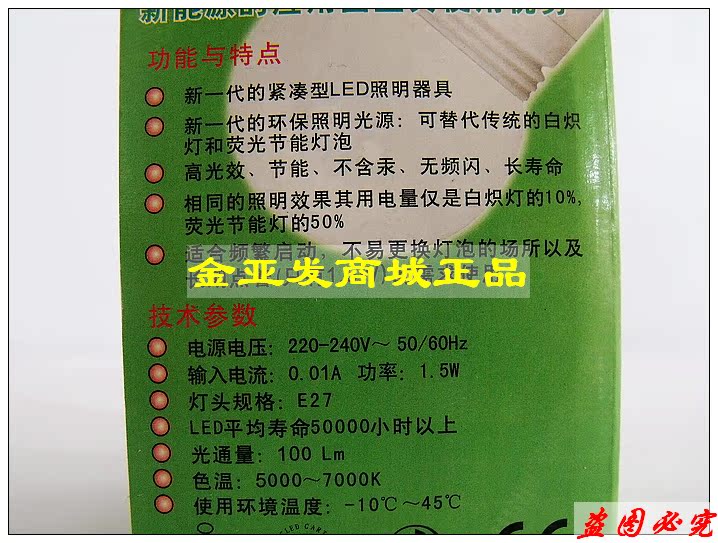 功能与特点
新一代的紧凑型LED照明器具
新一代的环保照明光源: 可替代传统的白炽
灯和荧光节能灯泡
高光效、节能、不含汞、无频闪、长寿命
相同的照明效果其用电量仅是白炽灯的10%,
荧光节能灯的50%
适合频繁启动, 不易更换灯泡的场所以及
金亚发商城正品
技术参数
电源电压: 220-240V~ 50/60Hz
输入电流: 0.01A 功率: 1.5W
灯头规格: E27
LED平均寿命50000小时以上
光通量: 100 Lm
色温: 5000~7000K
使用环境温度: -10℃~45℃
盗图必究